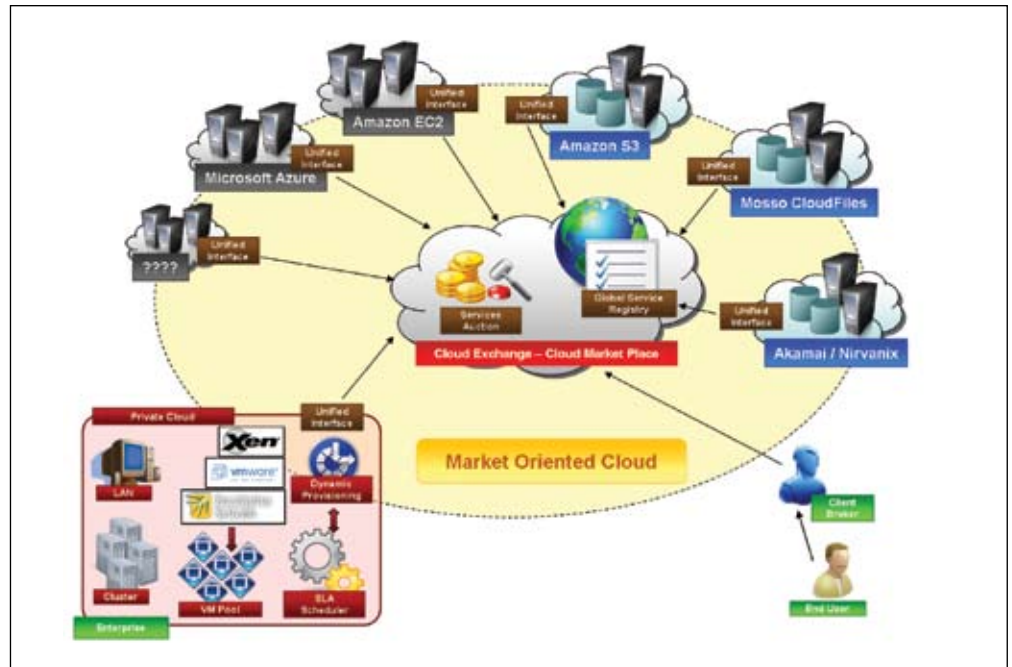 Unified
Interface
Amazon EC2
Unified
Interface
Amazon S3
Unified
Interface
Microsoft Azure
Unified
Interface
Mosso CloudFiles
Unified
Interface
????
Global Service
Registry
Services
Auction
Unified
Interface
Akamai / Nirvanix
Cloud Exchange – Cloud Market Place
Unified
Interface
Private Cloud
Xen
vmware
LAN
Dynamic
Provisioning
Market Oriented Cloud
Client
Broker
Cluster
VM Pool
SLA
Scheduler
End User
Enterprise